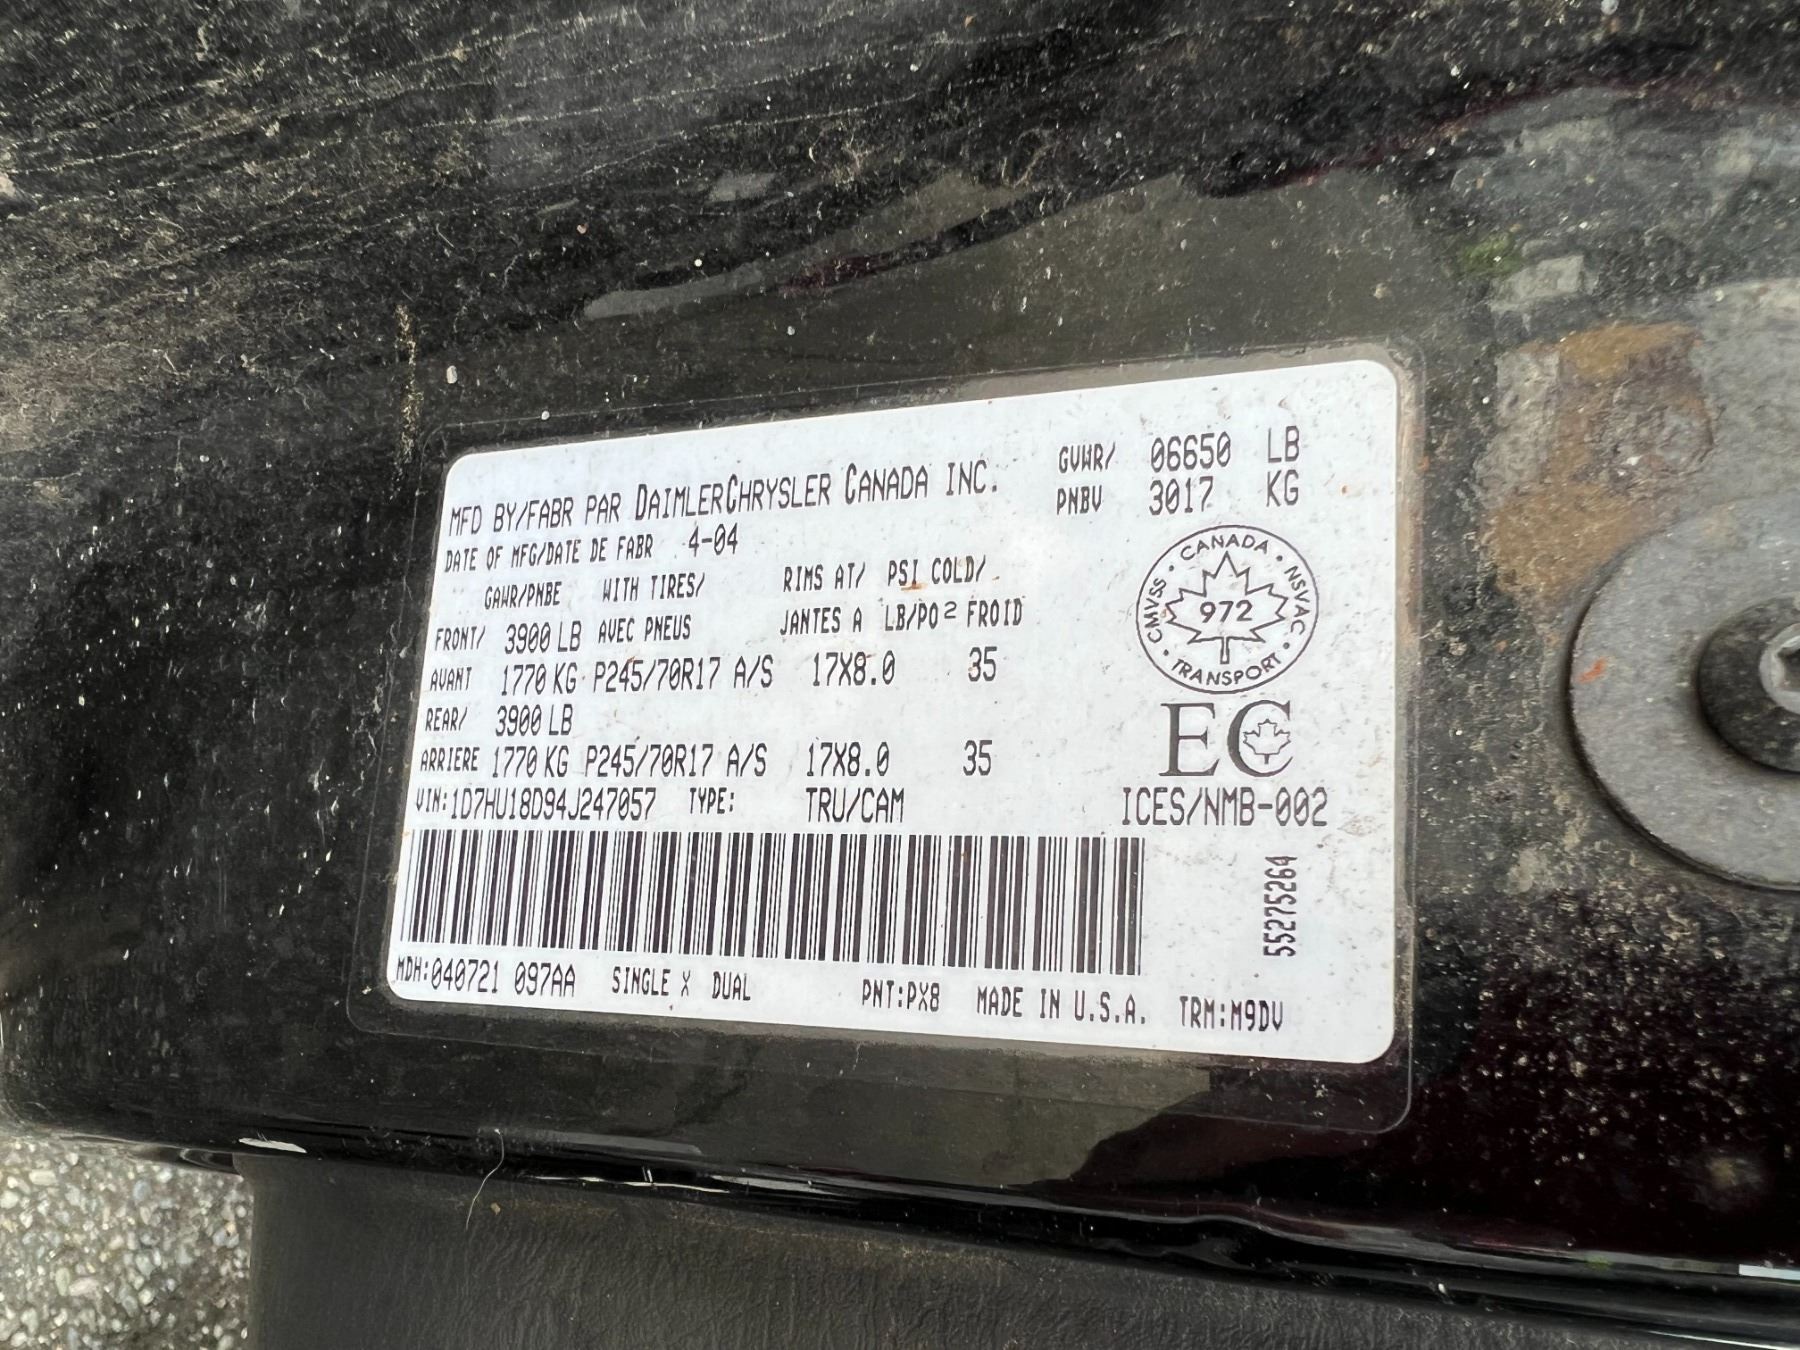 MFD BY/FABR PAR DAIMLERCHRYSLER CANADA INC.
GVWR/ 06650 LB
PNBV 3017 KG
DATE OF MFG/DATE DE FABR 4-04
GAWR/PNBE WITH TIRES/ RIMS AT/ PSI COLD/
FRONT/ 3900 LB AVEC PNEUS JANTES A LB/PO2 FROID
AVANT 1770 KG P245/70R17 A/S 17X8.0 35
REAR/ 3900 LB
ARRIERE 1770 KG P245/70R17 A/S 17X8.0 35
CANADA · NSVAC · TRANSPORT · CMVSS ·
972
EC
VIN:1D7HU18D94J247057 TYPE: TRU/CAM ICES/NMB-002
55275264
MDH:040721 097AA SINGLE X DUAL PNT:PX8 MADE IN U.S.A. TRM:M9DV